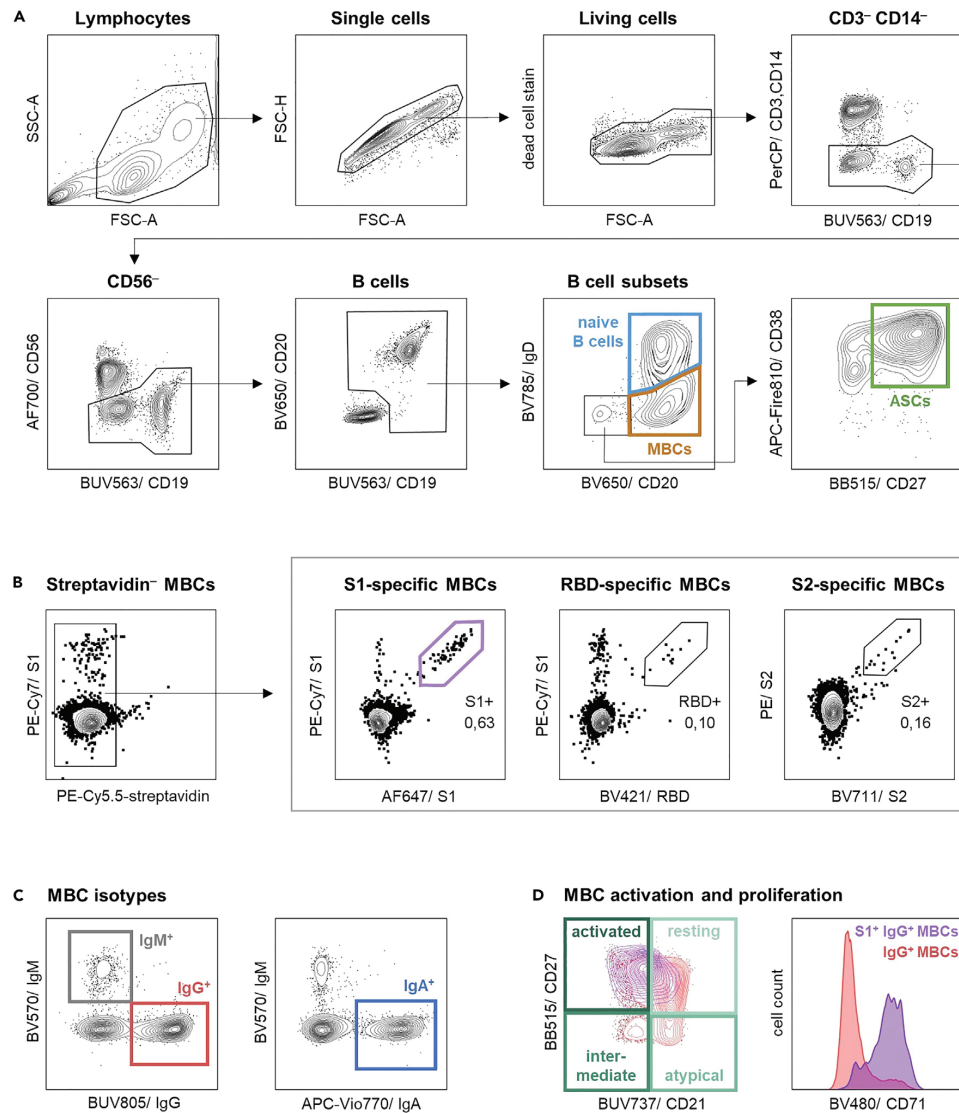 A
Lymphocytes
SSC-A
FSC-A
Single cells
FSC-H
FSC-A
Living cells
dead cell stain
FSC-A
CD3⁻ CD14⁻
PerCP/ CD3,CD14
BUV563/ CD19
CD56⁻
AF700/ CD56
BUV563/ CD19
B cells
BV650/ CD20
BUV563/ CD19
B cell subsets
BV785/ IgD
naive
B cells
MBCs
BV650/ CD20
APC-Fire810/ CD38
ASCs
BB515/ CD27
B
Streptavidin⁻ MBCs
PE-Cy7/ S1
PE-Cy5.5-streptavidin
S1-specific MBCs
PE-Cy7/ S1
S1+
0,63
AF647/ S1
RBD-specific MBCs
PE-Cy7/ S1
RBD+
0,10
BV421/ RBD
S2-specific MBCs
PE/ S2
S2+
0,16
BV711/ S2
C
MBC isotypes
BV570/ IgM
IgM⁺
IgG⁺
BUV805/ IgG
BV570/ IgM
IgA⁺
APC-Vio770/ IgA
D
MBC activation and proliferation
BB515/ CD27
activated
resting
inter-
mediate
atypical
BUV737/ CD21
cell count
S1⁺ IgG⁺ MBCs
IgG⁺ MBCs
BV480/ CD71